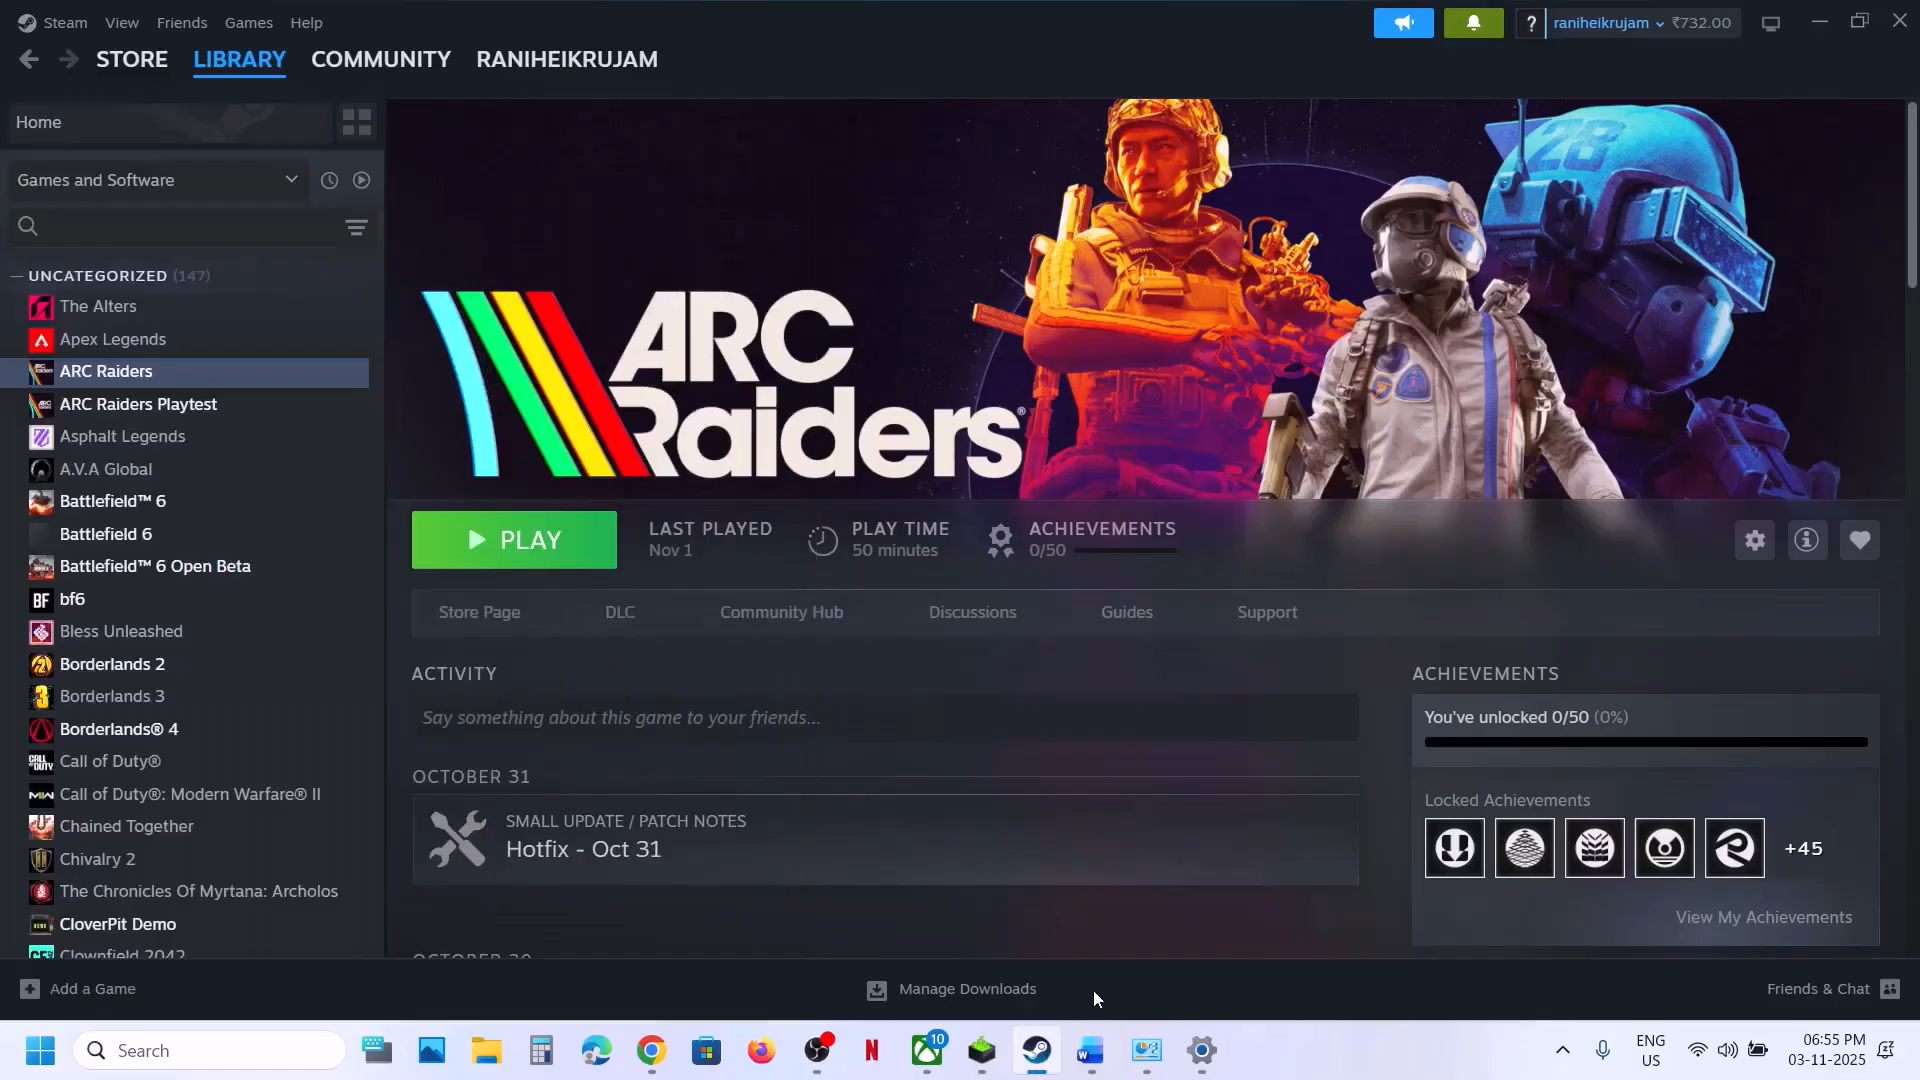 Steam View Friends Games Help
? raniheikrujam ₹732.00
STORE LIBRARY COMMUNITY RANIHEIKRUJAM
Home
Games and Software
UNCATEGORIZED (147)
The Alters
Apex Legends
ARC Raiders
ARC Raiders Playtest
Asphalt Legends
A.V.A Global
Battlefield™ 6
Battlefield 6
Battlefield™ 6 Open Beta
bf6
Bless Unleashed
Borderlands 2
Borderlands 3
Borderlands® 4
Call of Duty®
Call of Duty®: Modern Warfare® II
Chained Together
Chivalry 2
The Chronicles Of Myrtana: Archolos
CloverPit Demo
Clownfield 2042
Add a Game
28
ARC
Raiders®
PLAY
LAST PLAYED
Nov 1
PLAY TIME
50 minutes
ACHIEVEMENTS
0/50
Store Page DLC Community Hub Discussions Guides Support
ACTIVITY
Say something about this game to your friends...
OCTOBER 31
SMALL UPDATE / PATCH NOTES
Hotfix - Oct 31
OCTOBER 30
ACHIEVEMENTS
You've unlocked 0/50 (0%)
Locked Achievements
+45
View My Achievements
Manage Downloads
Friends & Chat
Search
10
ENG
US
06:55 PM
03-11-2025